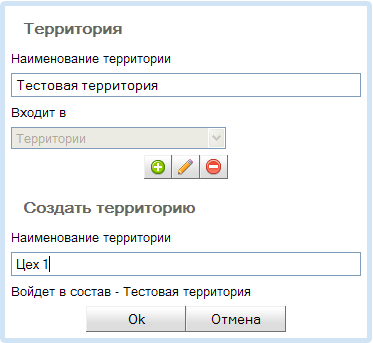 Территория
Наименование территории
Тестовая территория
Входит в
Территории
Создать территорию
Наименование территории
Цех 1
Войдет в состав - Тестовая территория
Ok Отмена